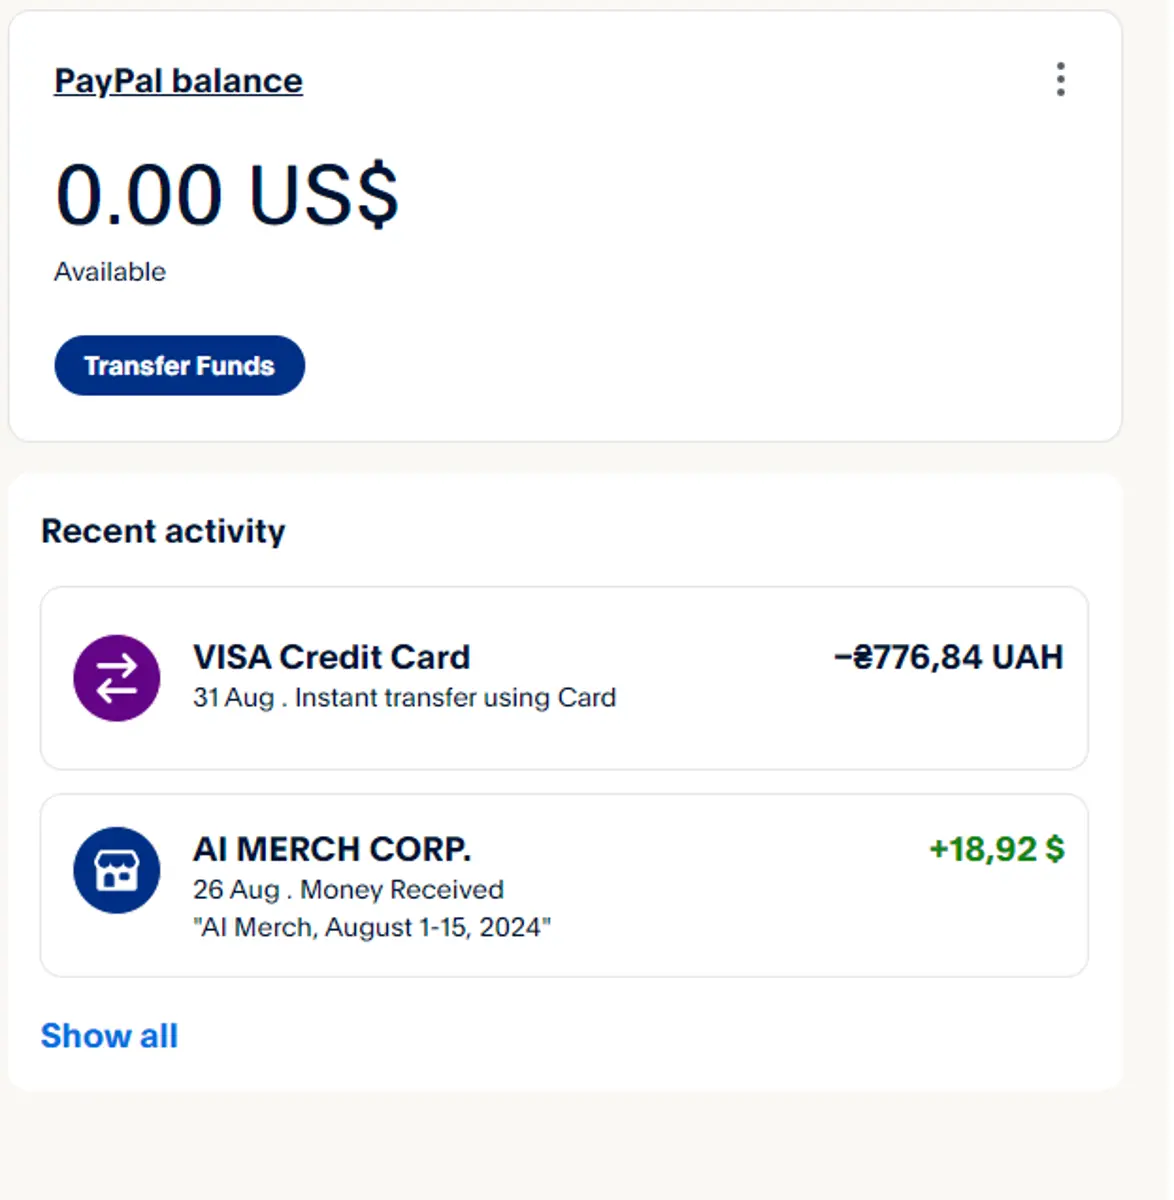 PayPal balance
0.00 US$
Available
Transfer Funds
Recent activity
VISA Credit Card
−₴776,84 UAH
31 Aug . Instant transfer using Card
AI MERCH CORP.
+18,92 $
26 Aug . Money Received
"AI Merch, August 1-15, 2024"
Show all